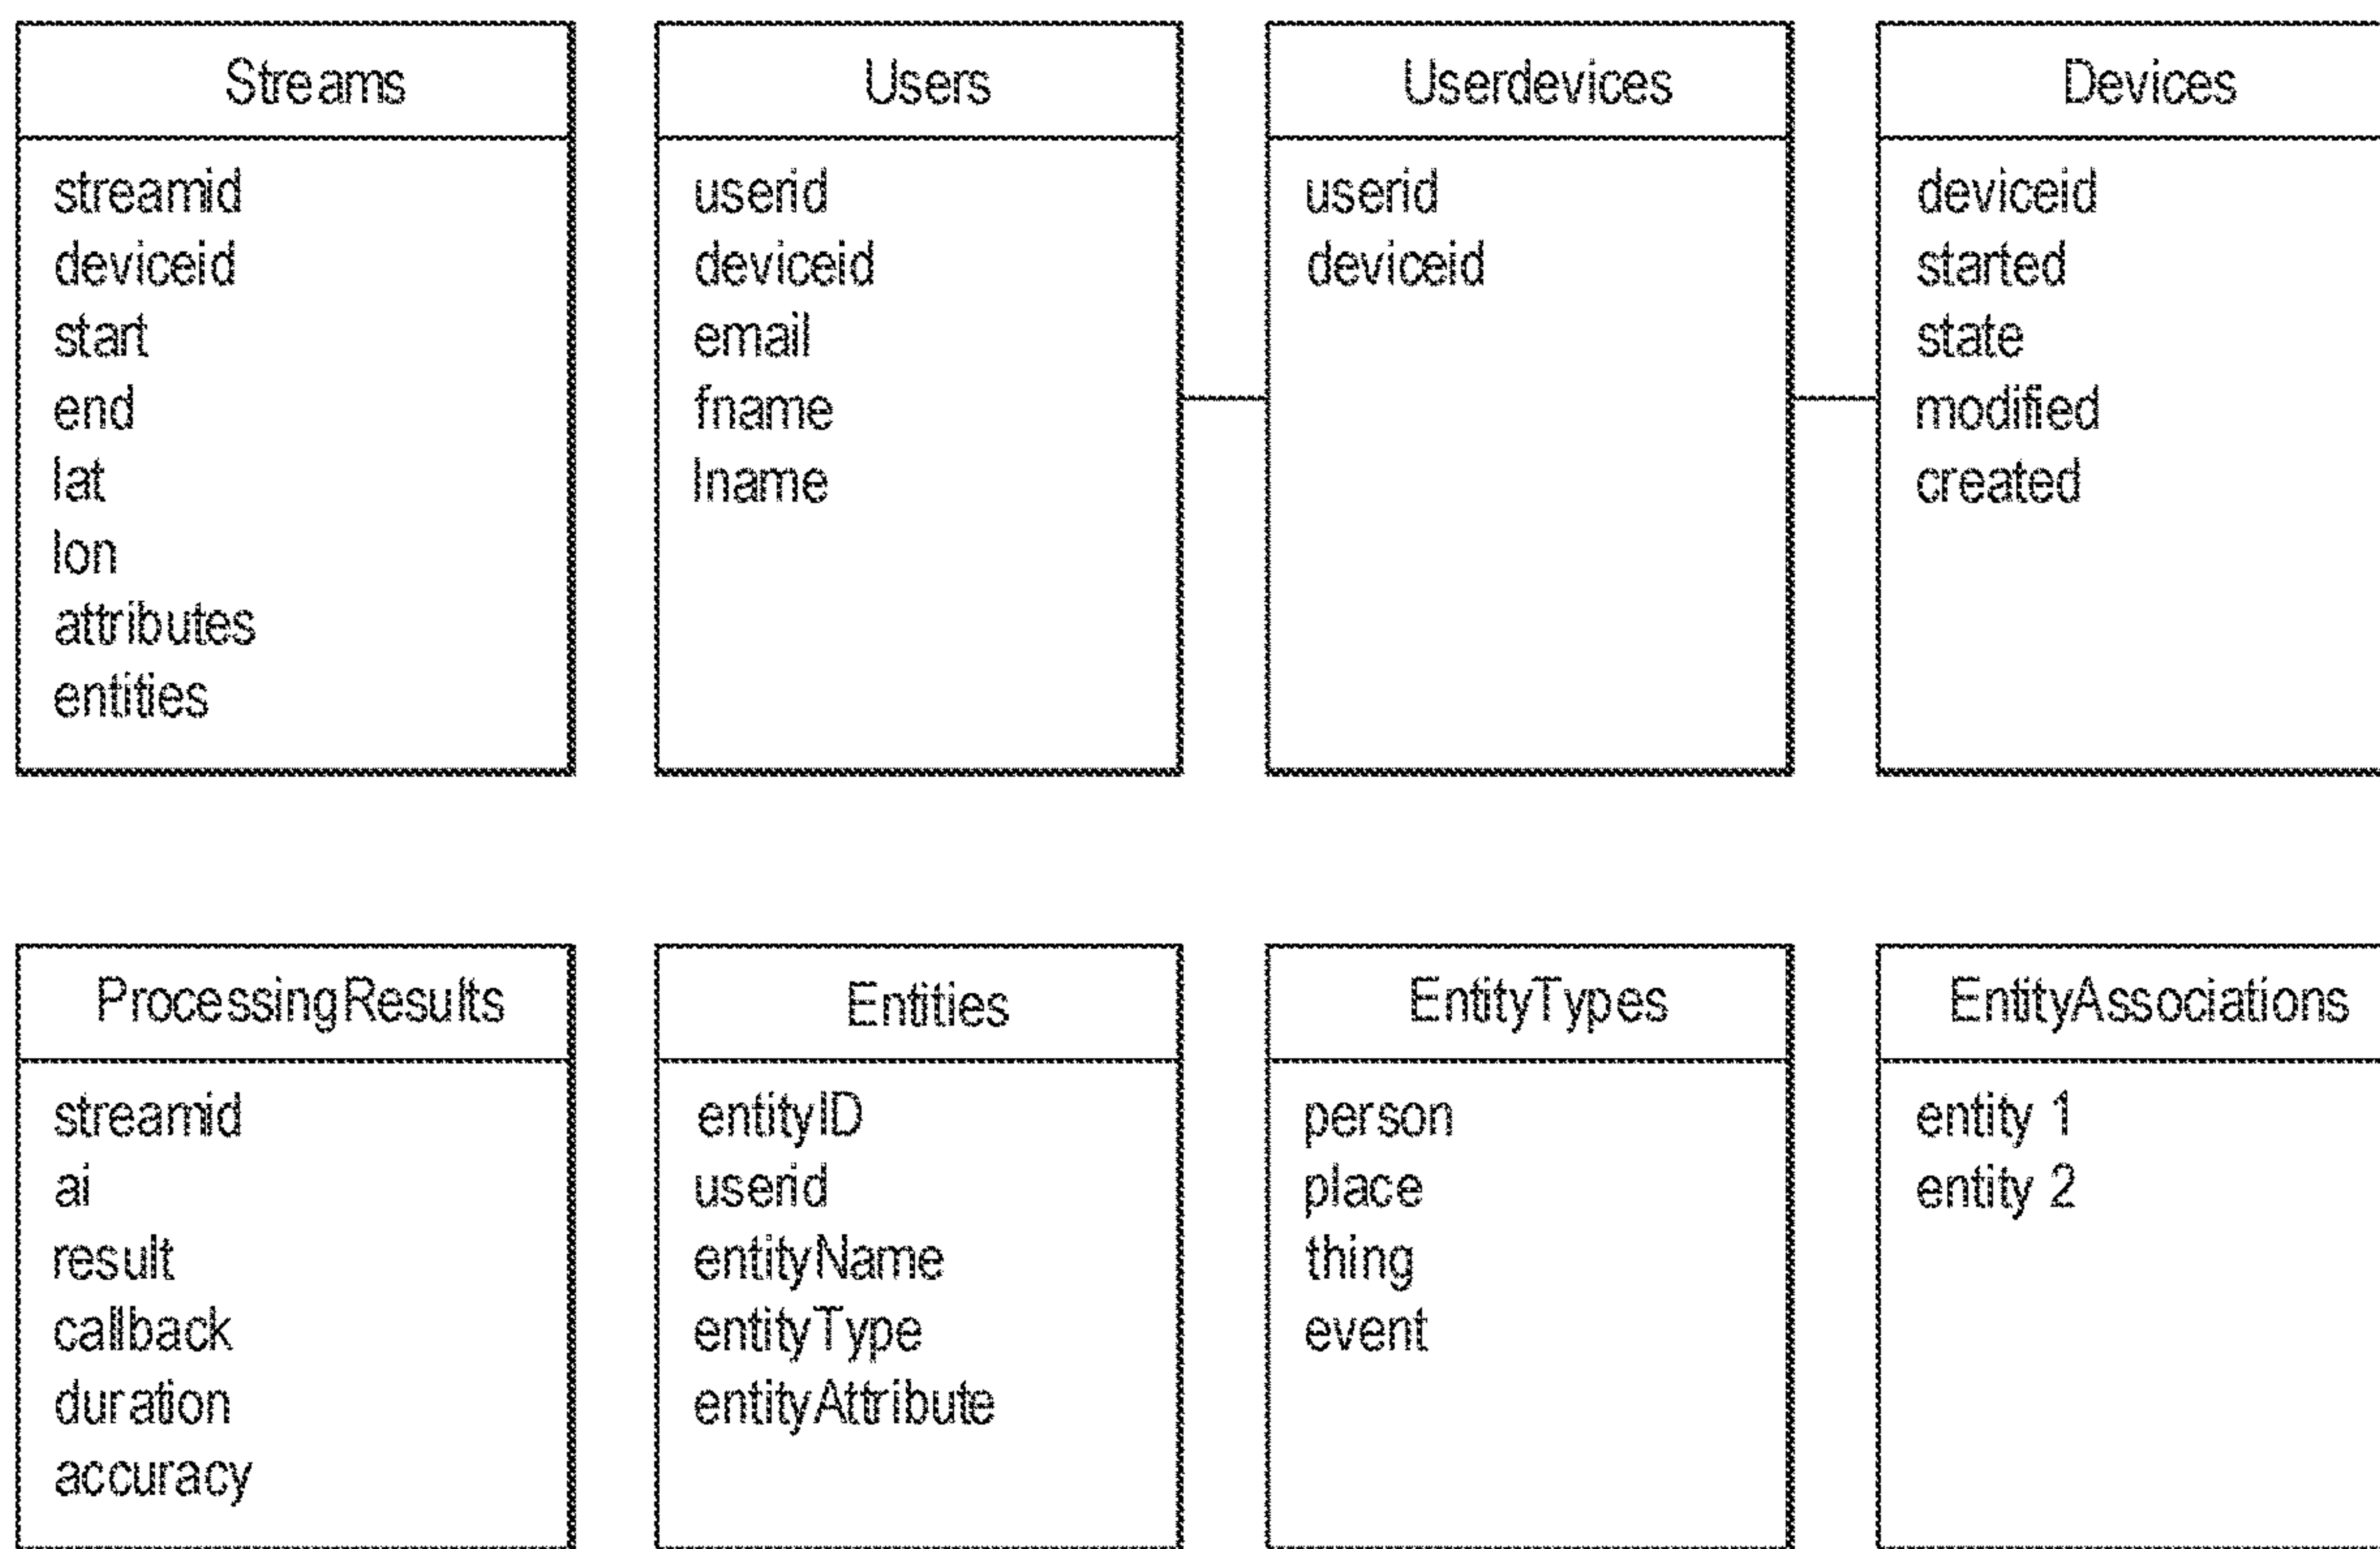 Streams
streamid
deviceid
start
end
lat
lon
attributes
entities
Users
userid
deviceid
email
fname
lname
Userdevices
userid
deviceid
Devices
deviceid
started
state
modified
created
ProcessingResults
streamid
ai
result
callback
duration
accuracy
Entities
entityID
userid
entityName
entityType
entityAttribute
EntityTypes
person
place
thing
event
EntityAssociations
entity 1
entity 2